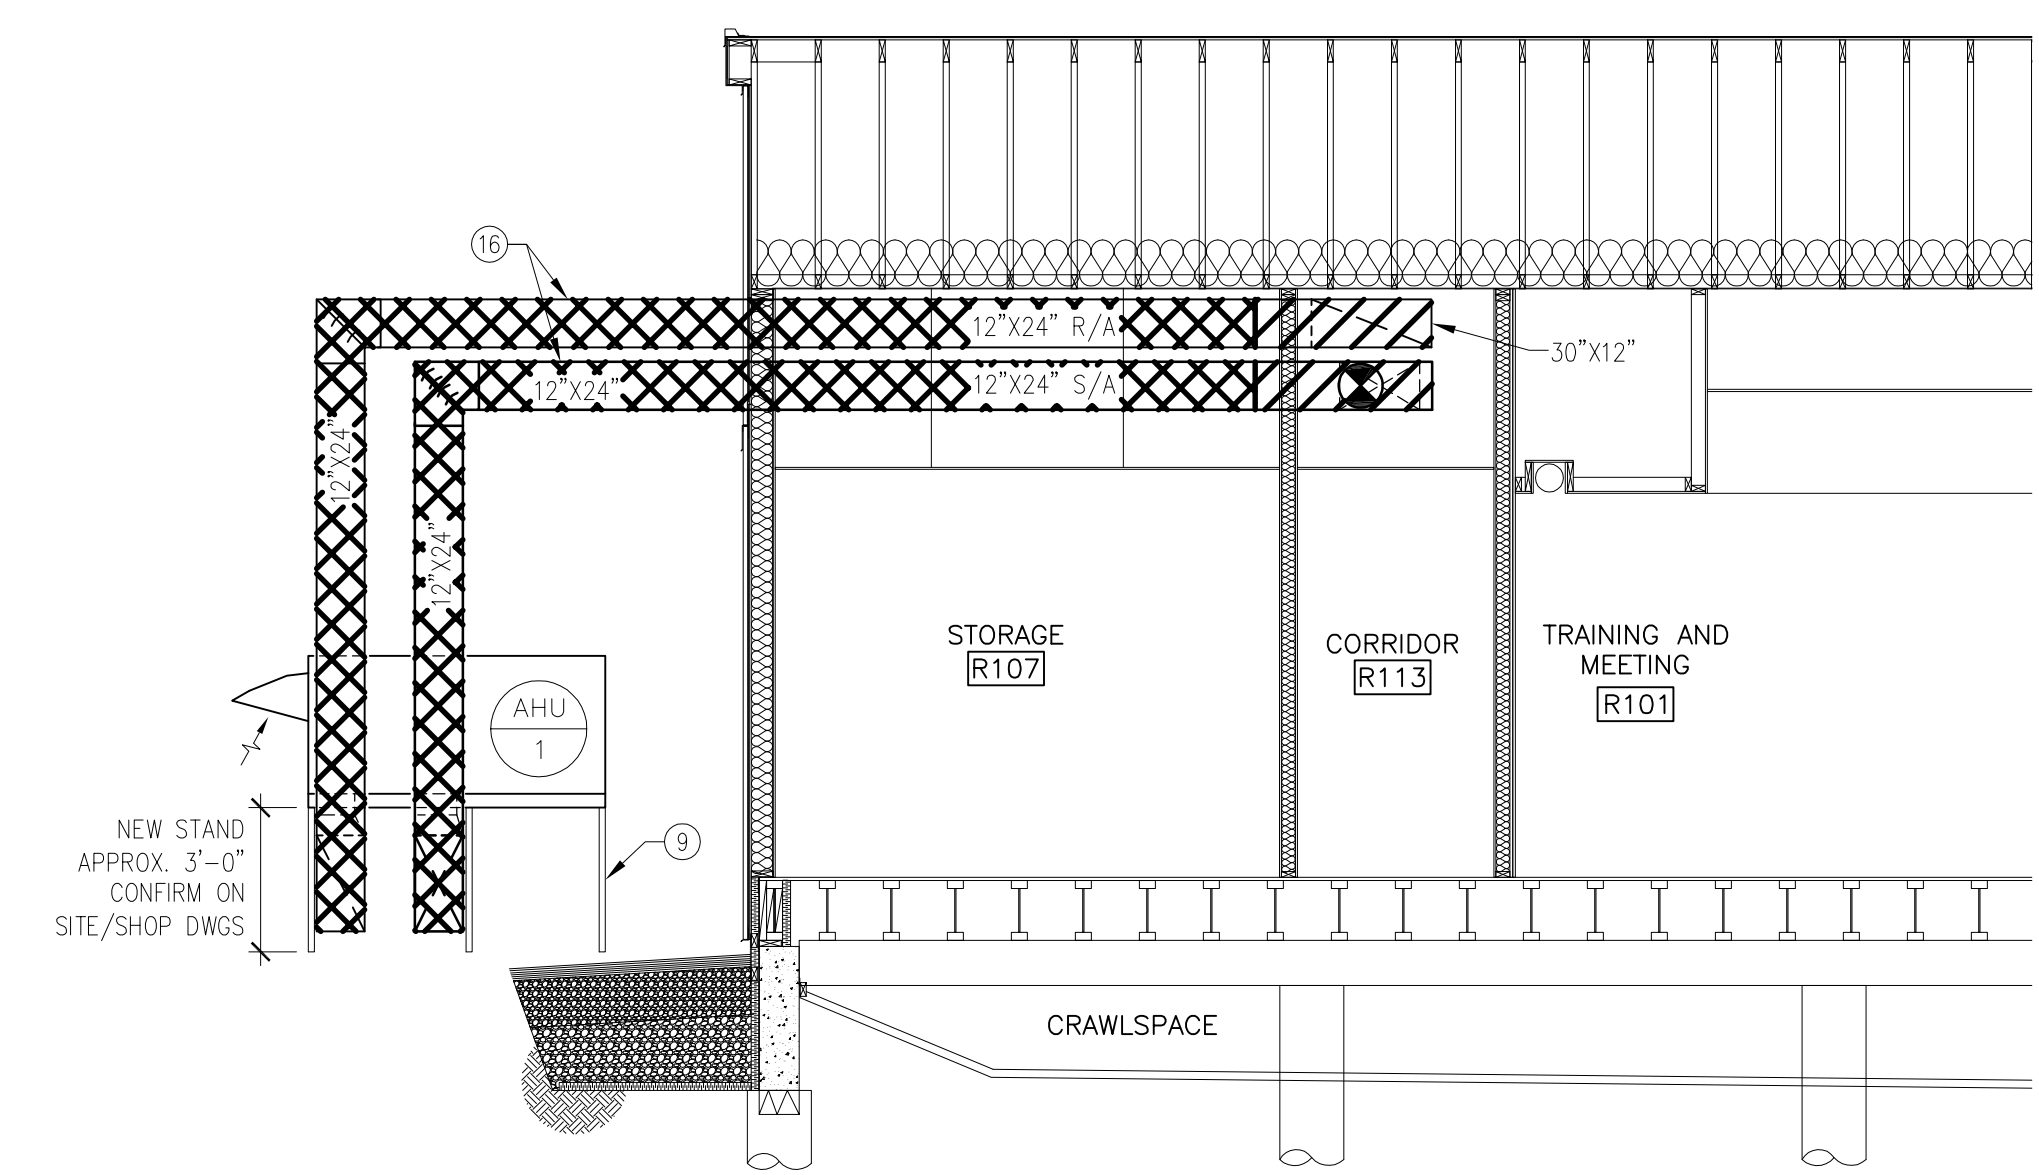 16
12"X24" R/A
30"X12"
12"X24"
12"X24" S/A
12"X24"
12"X24"
STORAGE
R107
CORRIDOR
R113
TRAINING AND
MEETING
R101
AHU
1
NEW STAND
APPROX. 3'-0"
CONFIRM ON
SITE/SHOP DWGS
9
CRAWLSPACE